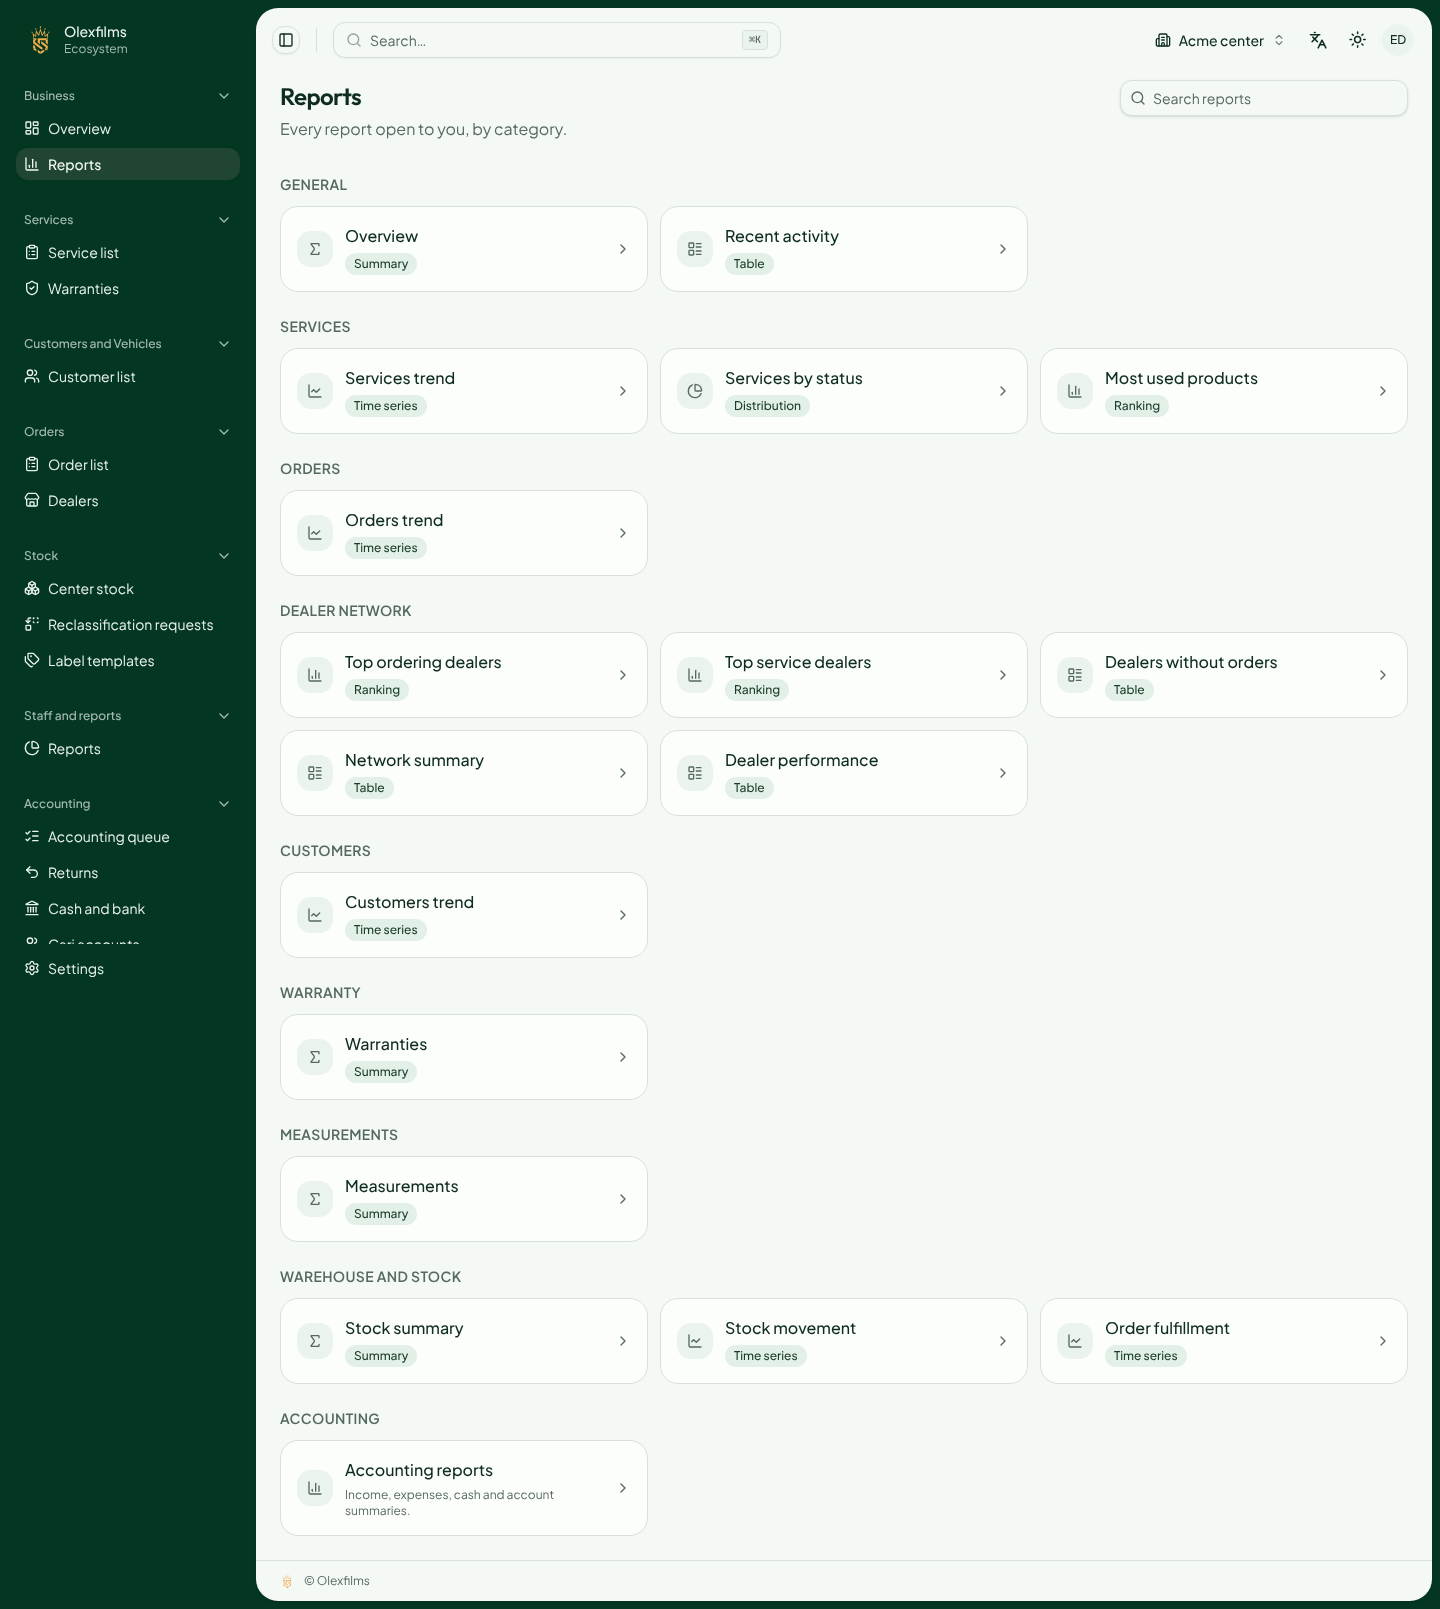 Olexfilms
Ecosystem
Business
Overview
Reports
Services
Service list
Warranties
Customers and Vehicles
Customer list
Orders
Order list
Dealers
Stock
Center stock
Reclassification requests
Label templates
Staff and reports
Reports
Accounting
Accounting queue
Returns
Cash and bank
Settings
Search...
⌘K
Acme center
ED
Reports
Search reports
Every report open to you, by category.
GENERAL
Overview
Summary
Recent activity
Table
SERVICES
Services trend
Time series
Services by status
Distribution
Most used products
Ranking
ORDERS
Orders trend
Time series
DEALER NETWORK
Top ordering dealers
Ranking
Top service dealers
Ranking
Dealers without orders
Table
Network summary
Table
Dealer performance
Table
CUSTOMERS
Customers trend
Time series
WARRANTY
Warranties
Summary
MEASUREMENTS
Measurements
Summary
WAREHOUSE AND STOCK
Stock summary
Summary
Stock movement
Time series
Order fulfillment
Time series
ACCOUNTING
Accounting reports
Income, expenses, cash and account
summaries.
© Olexfilms